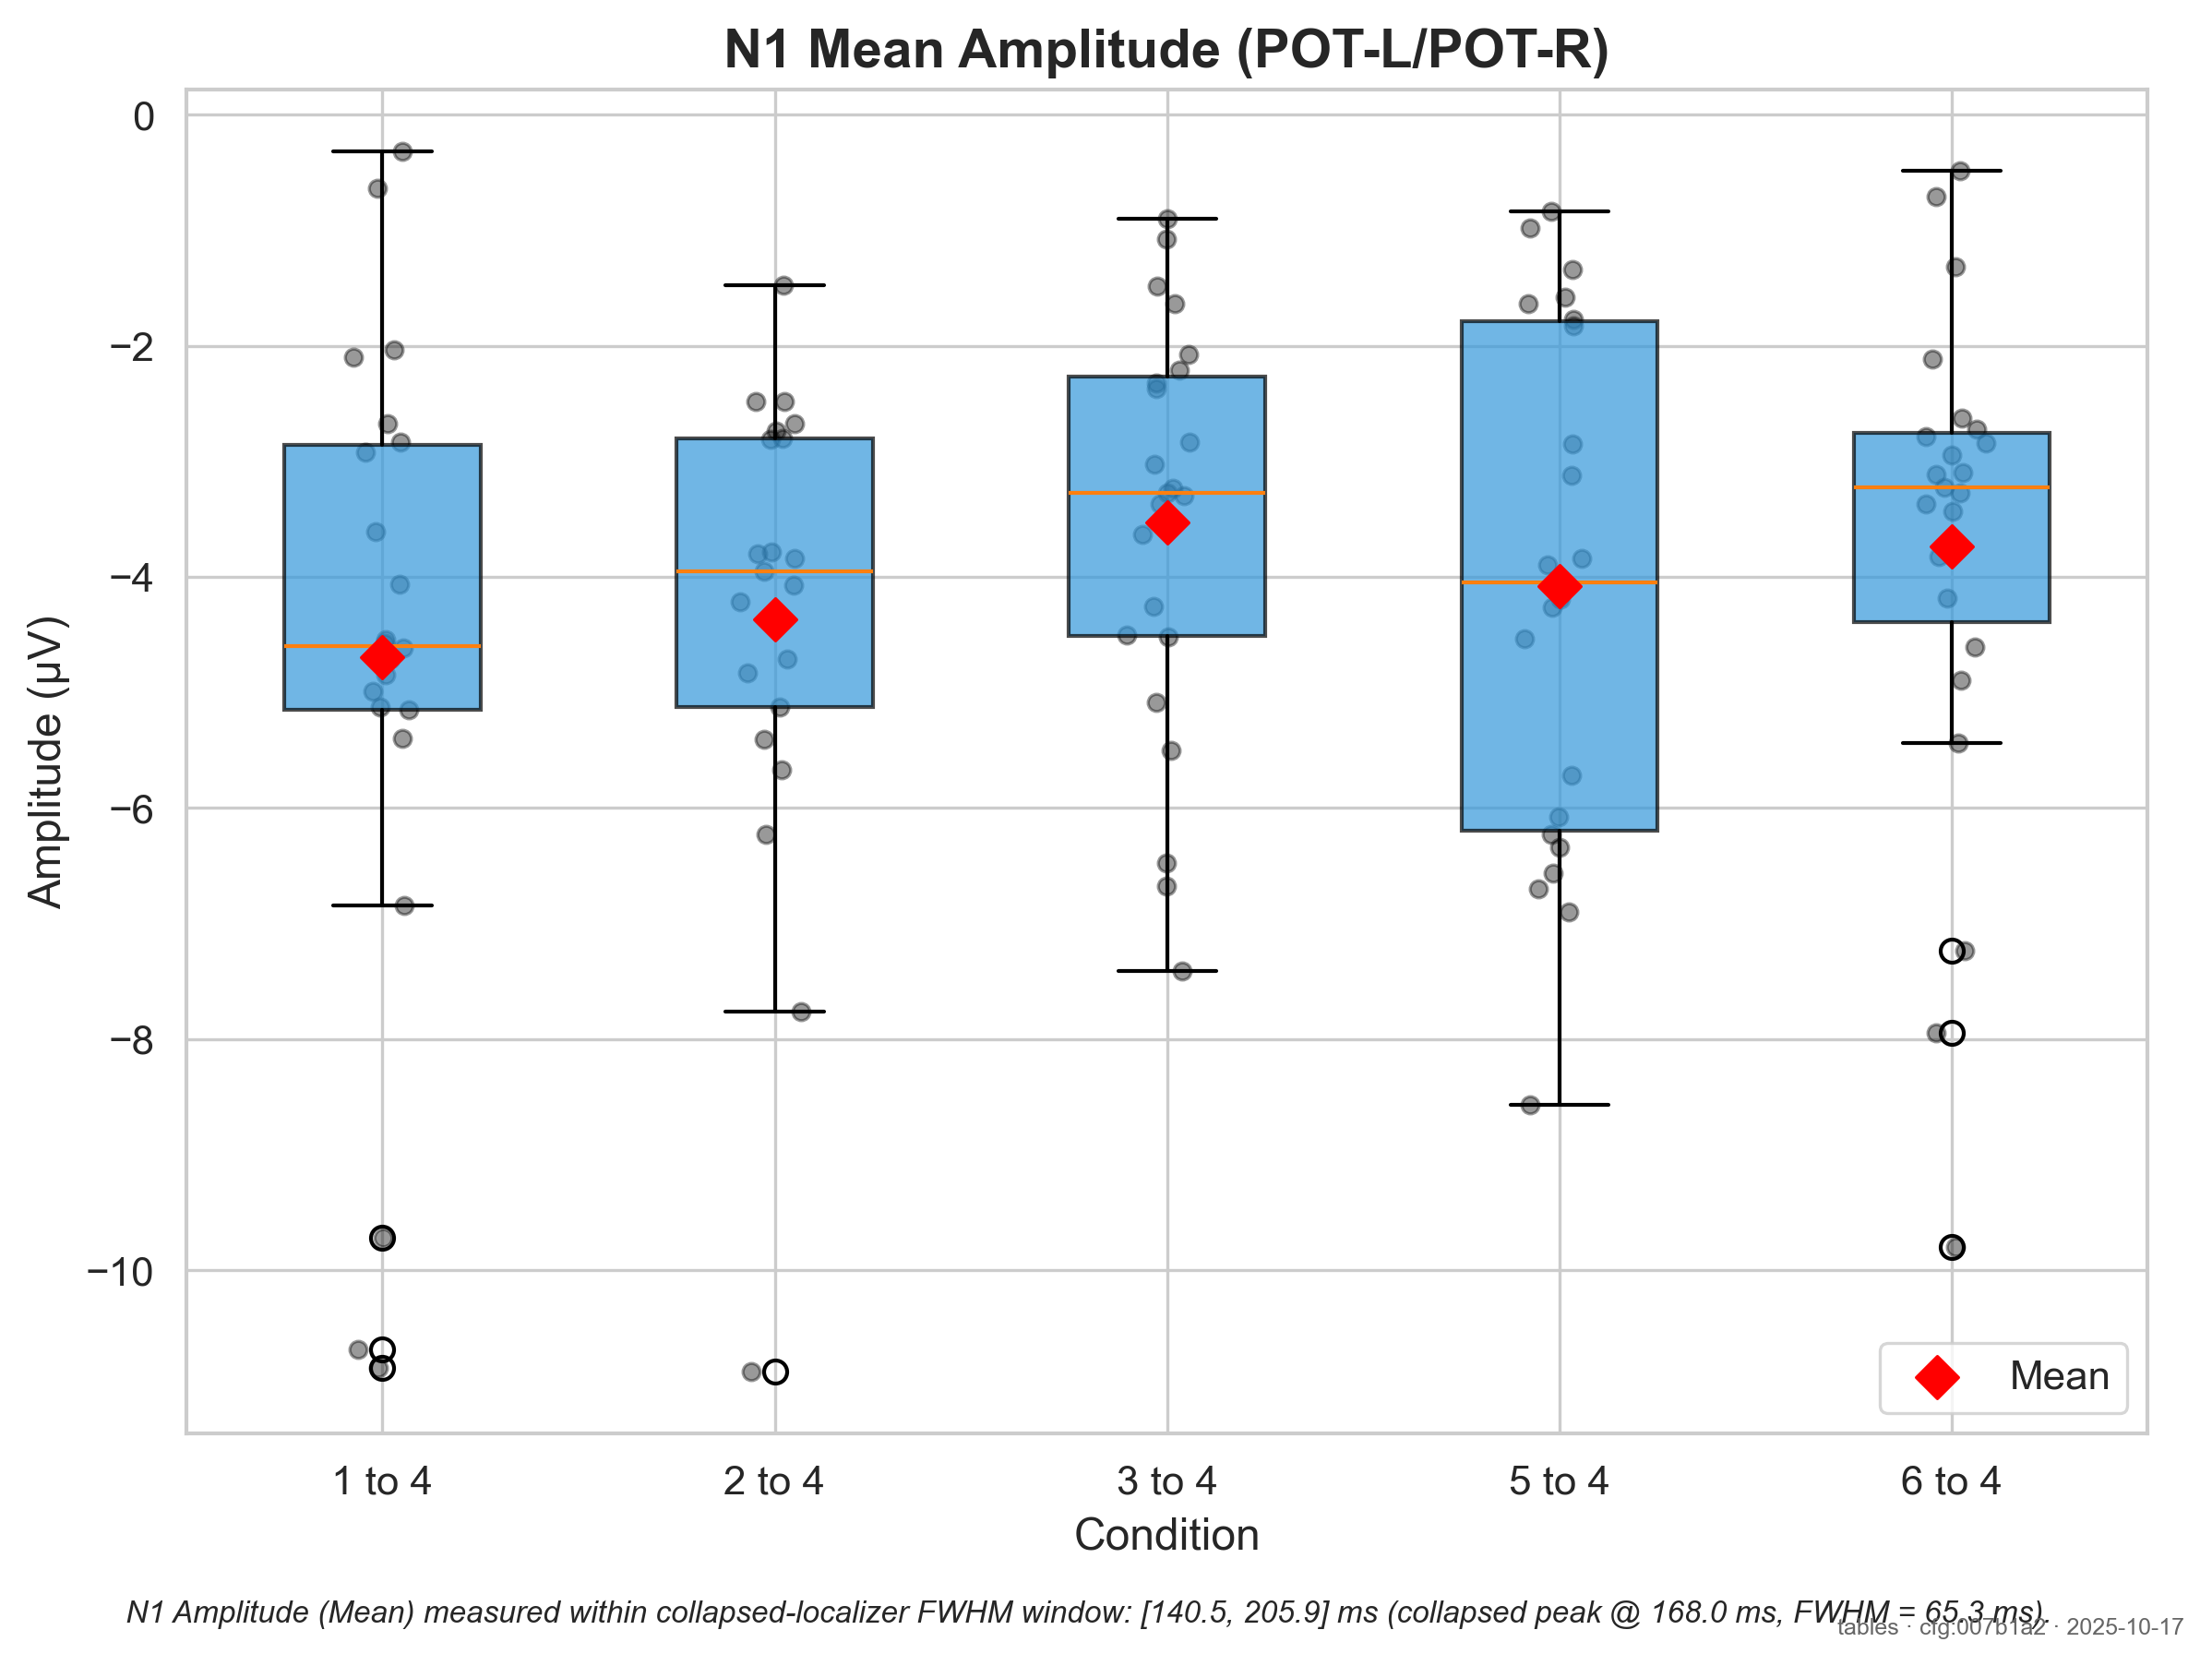 N1 Mean Amplitude (POT-L/POT-R)
Amplitude (µV)
0
−2
−4
−6
−8
−10
1 to 4
2 to 4
3 to 4
5 to 4
6 to 4
Condition
Mean
N1 Amplitude (Mean) measured within collapsed-localizer FWHM window: [140.5, 205.9] ms (collapsed peak @ 168.0 ms, FWHM = 65.3 ms).
tables · cfg:007b1a2 · 2025-10-17